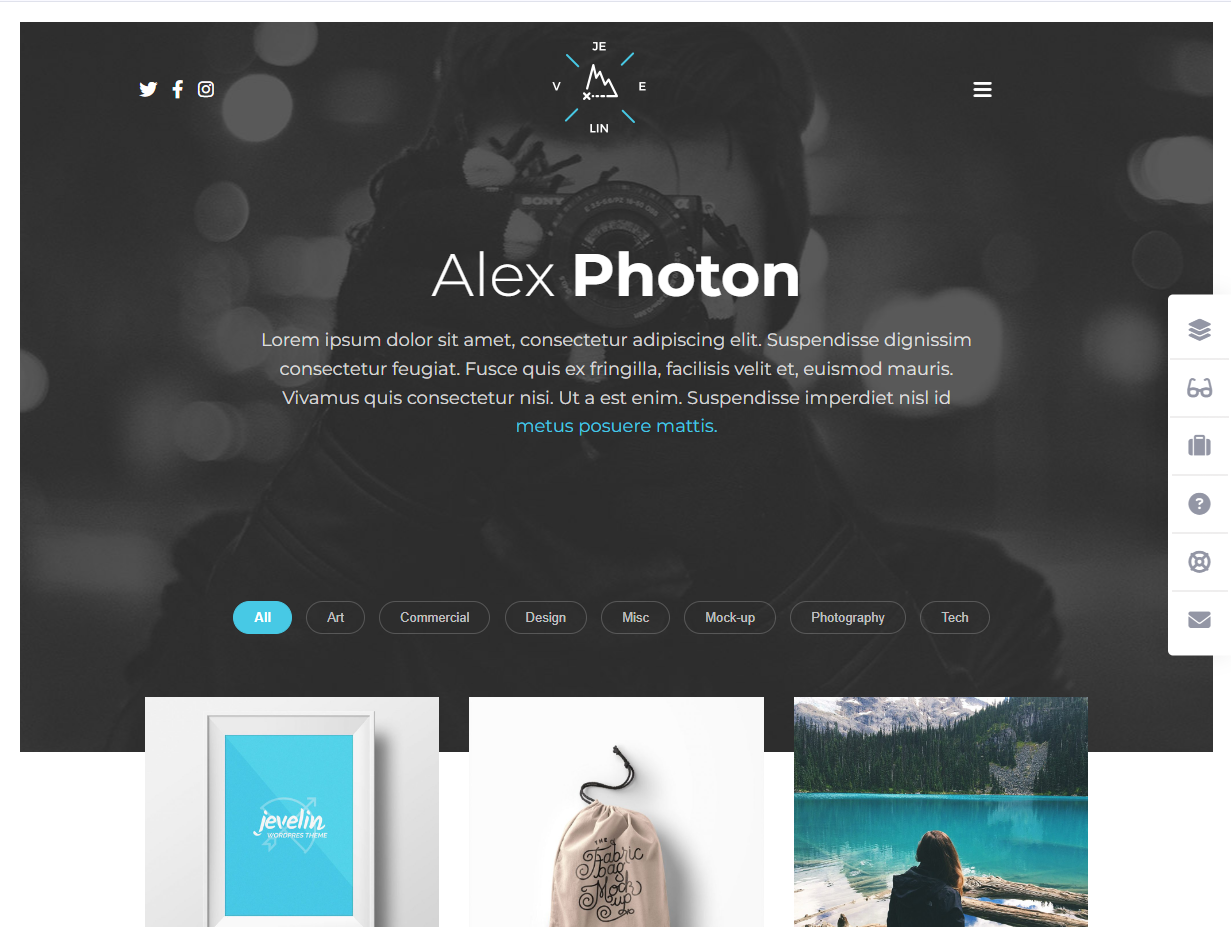 JE
V
E
LIN
SONY
α
Alex Photon
Lorem ipsum dolor sit amet, consectetur adipiscing elit. Suspendisse dignissim
consectetur feugiat. Fusce quis ex fringilla, facilisis velit et, euismod mauris.
Vivamus quis consectetur nisi. Ut a est enim. Suspendisse imperdiet nisl id
metus posuere mattis.
All
Art
Commercial
Design
Misc
Mock-up
Photography
Tech
?
jevelin
WORDPRES THEME
THE
Fabric
bag
Mock
up